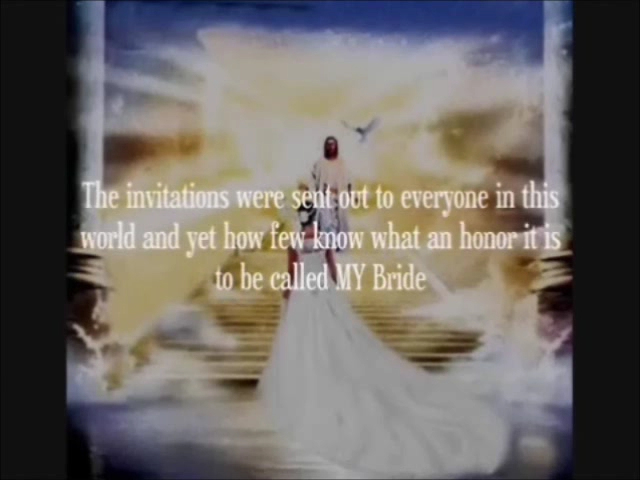 The invitations were sent out to everyone in this
world and yet how few know what an honor it is
to be called MY Bride